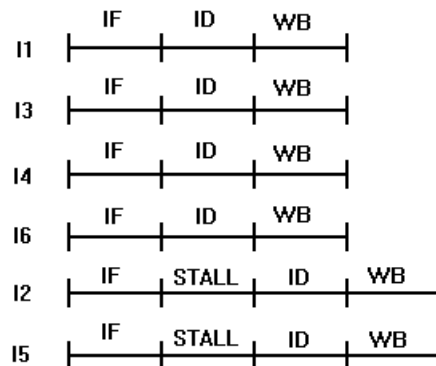 IF ID WB
I1
IF ID WB
I3
IF ID WB
I4
IF ID WB
I6
IF STALL ID WB
I2
IF STALL ID WB
I5